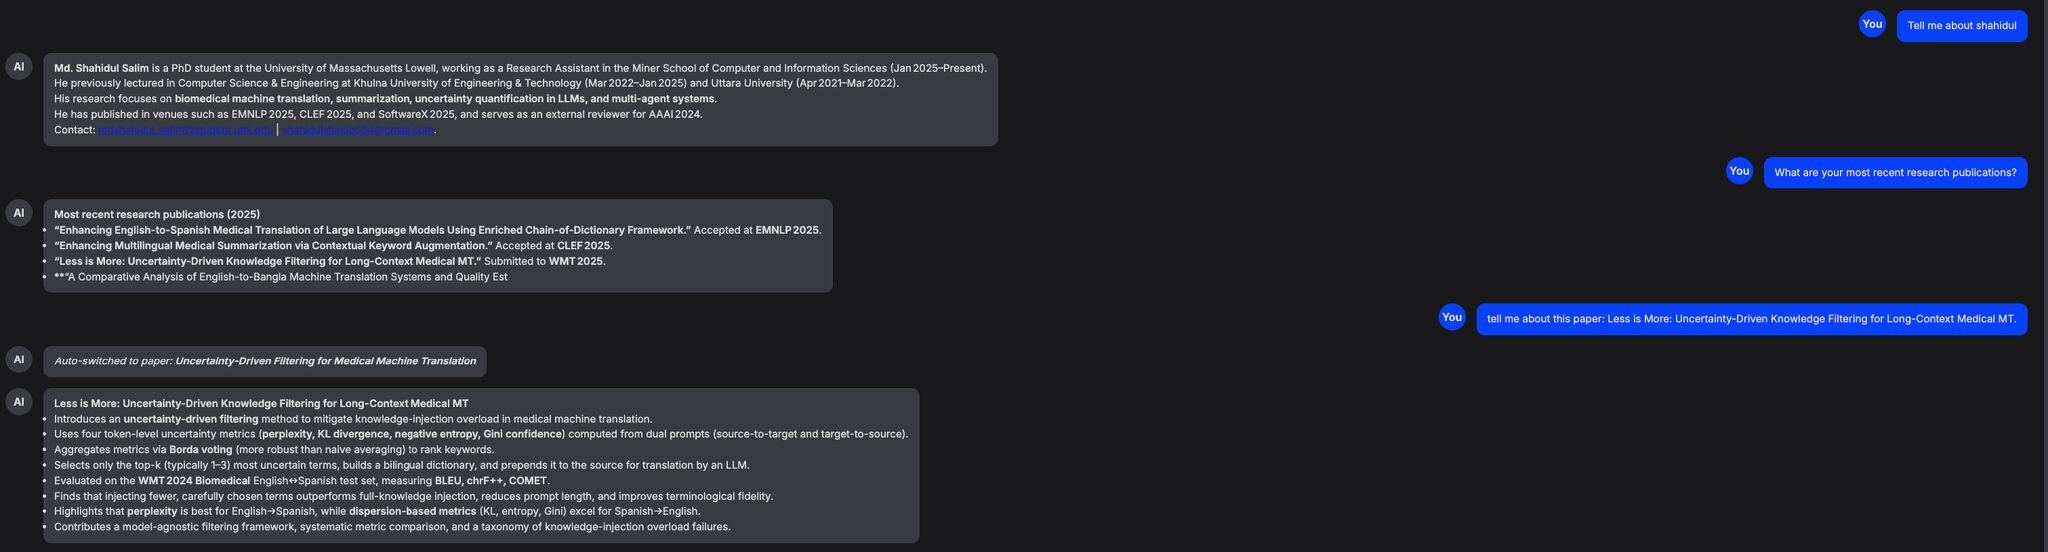 You
Tell me about shahidul
AI
Md. Shahidul Salim is a PhD student at the University of Massachusetts Lowell, working as a Research Assistant in the Miner School of Computer and Information Sciences (Jan 2025–Present).
He previously lectured in Computer Science & Engineering at Khulna University of Engineering & Technology (Mar 2022–Jan 2025) and Uttara University (Apr 2021–Mar 2022).
His research focuses on biomedical machine translation, summarization, uncertainty quantification in LLMs, and multi-agent systems.
He has published in venues such as EMNLP 2025, CLEF 2025, and SoftwareX 2025, and serves as an external reviewer for AAAI 2024.
Contact: mdshahidul_salim@student.uml.edu | shahidulshakib034@gmail.com.
You
What are your most recent research publications?
AI
Most recent research publications (2025)
• “Enhancing English-to-Spanish Medical Translation of Large Language Models Using Enriched Chain-of-Dictionary Framework.” Accepted at EMNLP 2025.
• “Enhancing Multilingual Medical Summarization via Contextual Keyword Augmentation.” Accepted at CLEF 2025.
• “Less is More: Uncertainty-Driven Knowledge Filtering for Long-Context Medical MT.” Submitted to WMT 2025.
• **“A Comparative Analysis of English-to-Bangla Machine Translation Systems and Quality Est
You
tell me about this paper: Less is More: Uncertainty-Driven Knowledge Filtering for Long-Context Medical MT.
AI
Auto-switched to paper: Uncertainty-Driven Filtering for Medical Machine Translation
AI
Less is More: Uncertainty-Driven Knowledge Filtering for Long-Context Medical MT
• Introduces an uncertainty-driven filtering method to mitigate knowledge-injection overload in medical machine translation.
• Uses four token-level uncertainty metrics (perplexity, KL divergence, negative entropy, Gini confidence) computed from dual prompts (source-to-target and target-to-source).
• Aggregates metrics via Borda voting (more robust than naive averaging) to rank keywords.
• Selects only the top-k (typically 1–3) most uncertain terms, builds a bilingual dictionary, and prepends it to the source for translation by an LLM.
• Evaluated on the WMT 2024 Biomedical English↔Spanish test set, measuring BLEU, chrF++, COMET.
• Finds that injecting fewer, carefully chosen terms outperforms full-knowledge injection, reduces prompt length, and improves terminological fidelity.
• Highlights that perplexity is best for English→Spanish, while dispersion-based metrics (KL, entropy, Gini) excel for Spanish→English.
• Contributes a model-agnostic filtering framework, systematic metric comparison, and a taxonomy of knowledge-injection overload failures.